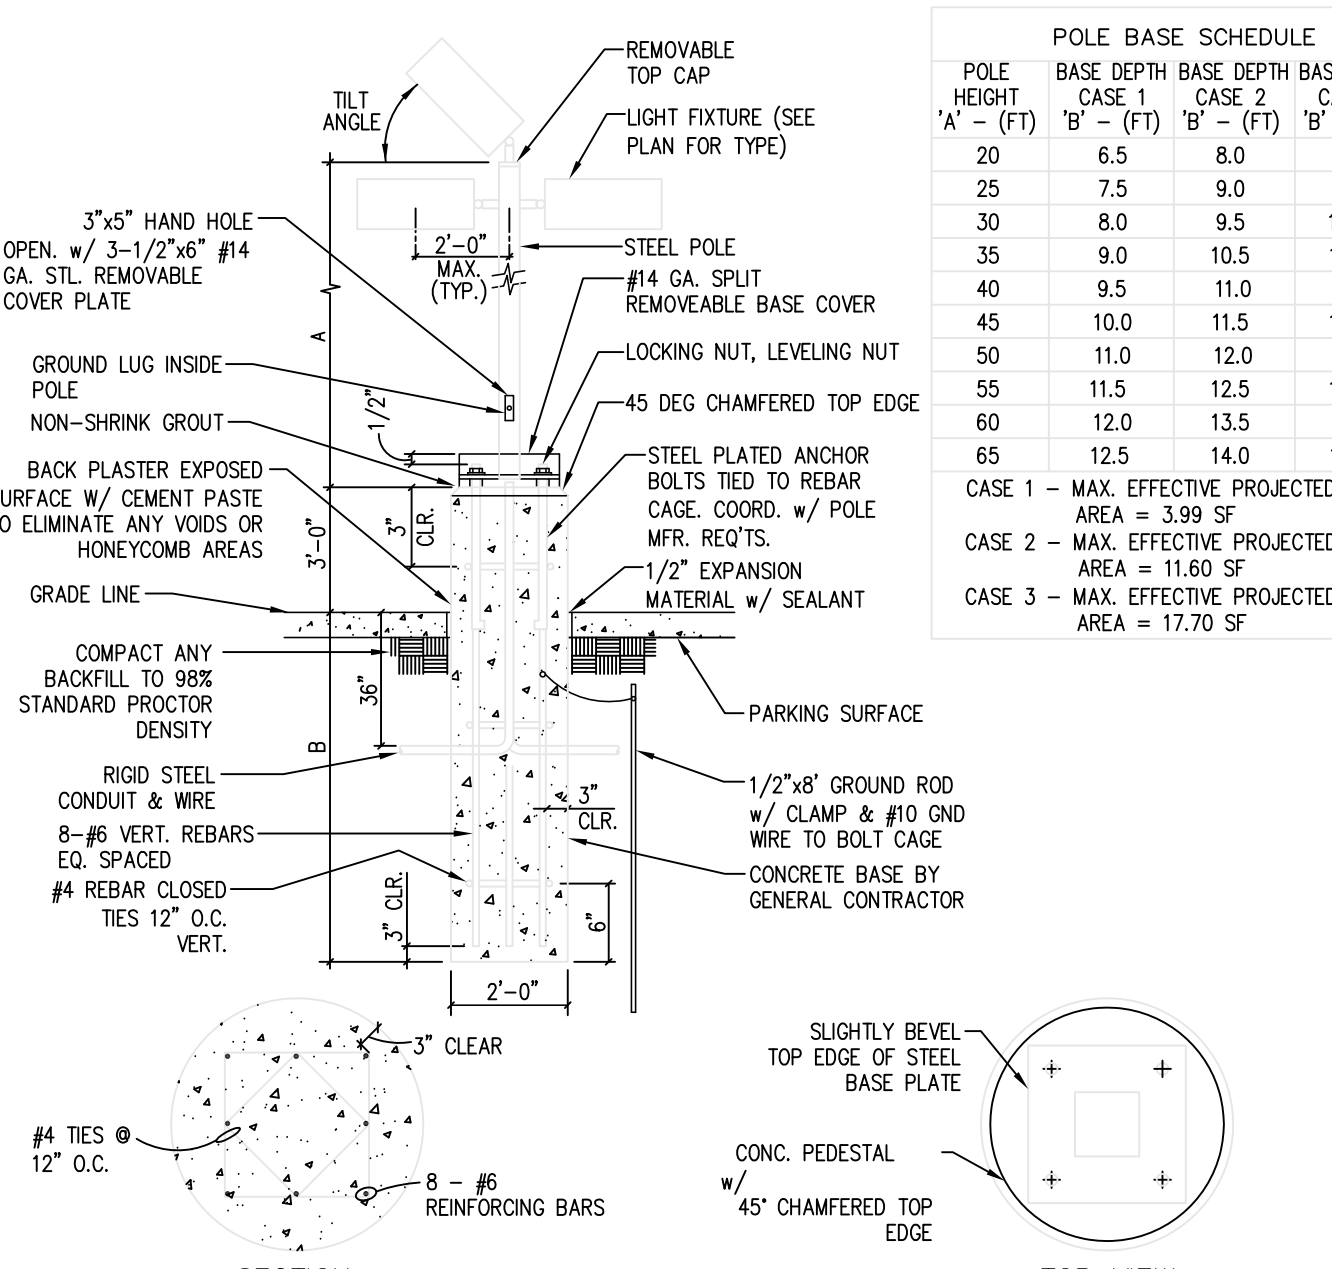 REMOVABLE
TOP CAP
TILT
ANGLE
LIGHT FIXTURE (SEE
PLAN FOR TYPE)
3"x5" HAND HOLE
OPEN. w/ 3-1/2"x6" #14
GA. STL. REMOVABLE
COVER PLATE
2'-0"
MAX.
(TYP.)
STEEL POLE
#14 GA. SPLIT
REMOVEABLE BASE COVER
A
LOCKING NUT, LEVELING NUT
GROUND LUG INSIDE
POLE
1/2"
45 DEG CHAMFERED TOP EDGE
NON-SHRINK GROUT
BACK PLASTER EXPOSED
URFACE W/ CEMENT PASTE
O ELIMINATE ANY VOIDS OR
HONEYCOMB AREAS
3'-0"
3"
CLR.
STEEL PLATED ANCHOR
BOLTS TIED TO REBAR
CAGE. COORD. w/ POLE
MFR. REQ'TS.
1/2" EXPANSION
MATERIAL w/ SEALANT
GRADE LINE
COMPACT ANY
BACKFILL TO 98%
STANDARD PROCTOR
DENSITY
36"
B
PARKING SURFACE
RIGID STEEL
CONDUIT & WIRE
3"
CLR.
1/2"x8' GROUND ROD
w/ CLAMP & #10 GND
WIRE TO BOLT CAGE
8-#6 VERT. REBARS
EQ. SPACED
#4 REBAR CLOSED
TIES 12" O.C.
VERT.
3" CLR.
6"
CONCRETE BASE BY
GENERAL CONTRACTOR
2'-0"
POLE BASE SCHEDULE
POLE HEIGHT 'A' - (FT)
BASE DEPTH CASE 1 'B' - (FT)
BASE DEPTH CASE 2 'B' - (FT)
BAS
C
'B'
20 6.5 8.0
25 7.5 9.0
30 8.0 9.5 1
35 9.0 10.5 1
40 9.5 11.0
45 10.0 11.5 1
50 11.0 12.0
55 11.5 12.5 1
60 12.0 13.5
65 12.5 14.0 1
CASE 1 - MAX. EFFECTIVE PROJECTED
AREA = 3.99 SF
CASE 2 - MAX. EFFECTIVE PROJECTED
AREA = 11.60 SF
CASE 3 - MAX. EFFECTIVE PROJECTED
AREA = 17.70 SF
3" CLEAR
#4 TIES @
12" O.C.
8 - #6
REINFORCING BARS
SLIGHTLY BEVEL
TOP EDGE OF STEEL
BASE PLATE
CONC. PEDESTAL
w/
45° CHAMFERED TOP
EDGE
SECTION
TOP VIEW